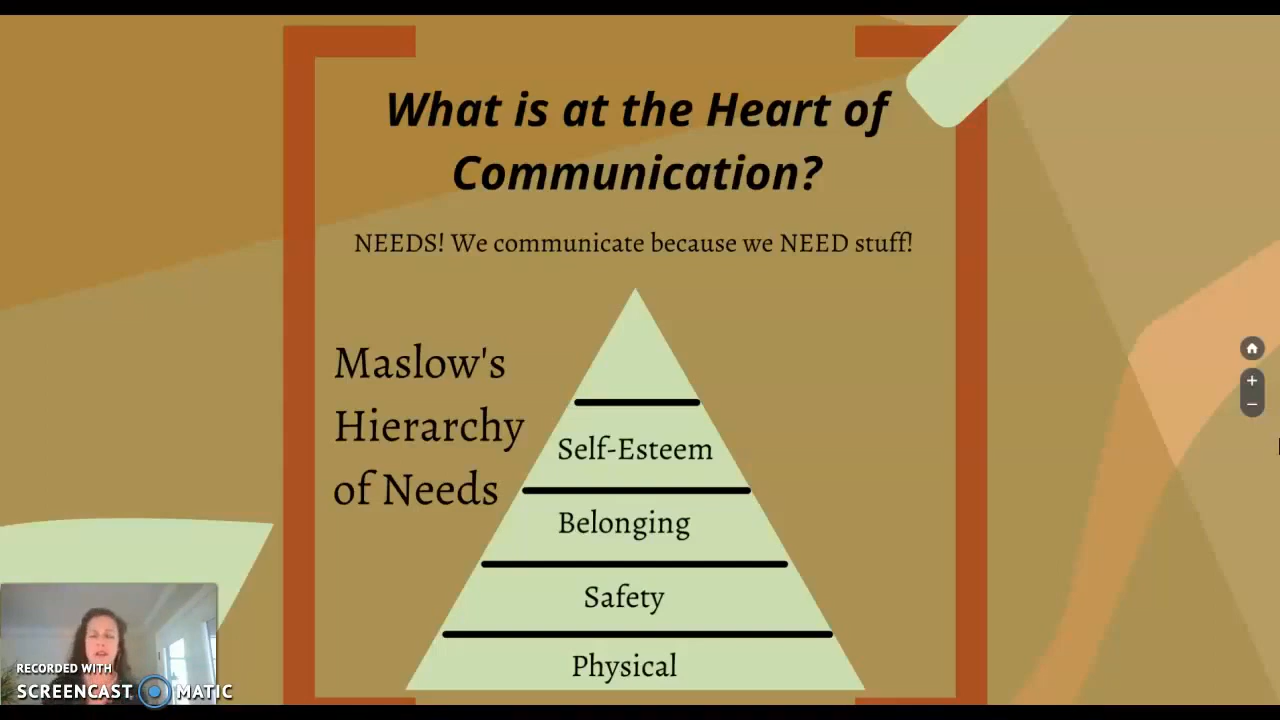 What is at the Heart of
Communication?
NEEDS! We communicate because we NEED stuff!
Maslow's
Hierarchy
of Needs
Self-Esteem
Belonging
Safety
Physical
RECORDED WITH
SCREENCAST MATIC